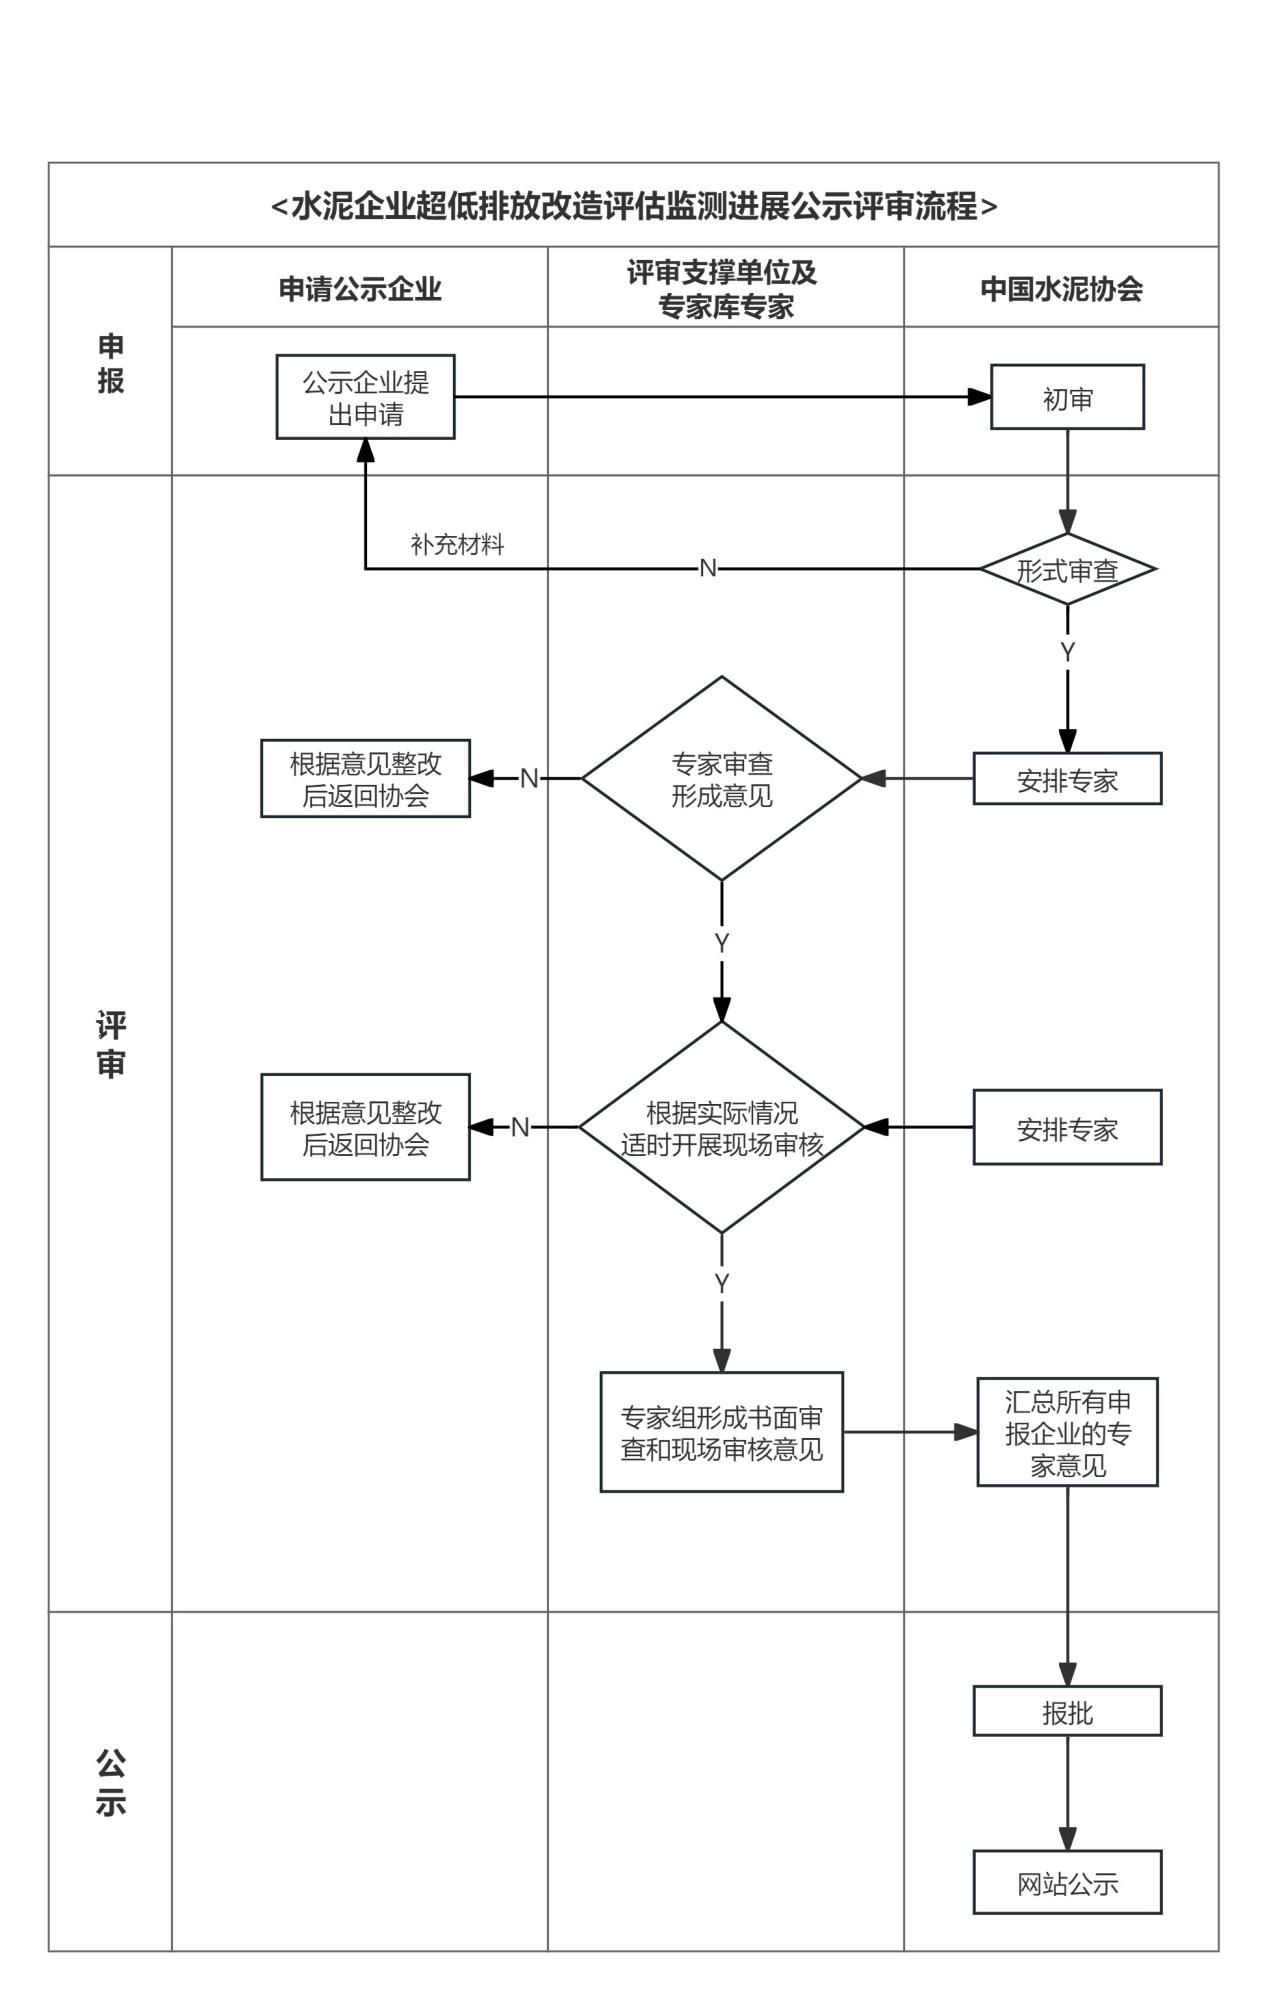 <水泥企业超低排放改造评估监测进展公示评审流程>
申请公示企业
评审支撑单位及
专家库专家
中国水泥协会
申
报
公示企业提
出申请
初审
补充材料
N
形式审查
Y
根据意见整改
后返回协会
N
专家审查
形成意见
安排专家
Y
评
审
根据意见整改
后返回协会
N
根据实际情况
适时开展现场审核
安排专家
Y
专家组形成书面审
查和现场审核意见
汇总所有申
报企业的专
家意见
公
示
报批
网站公示